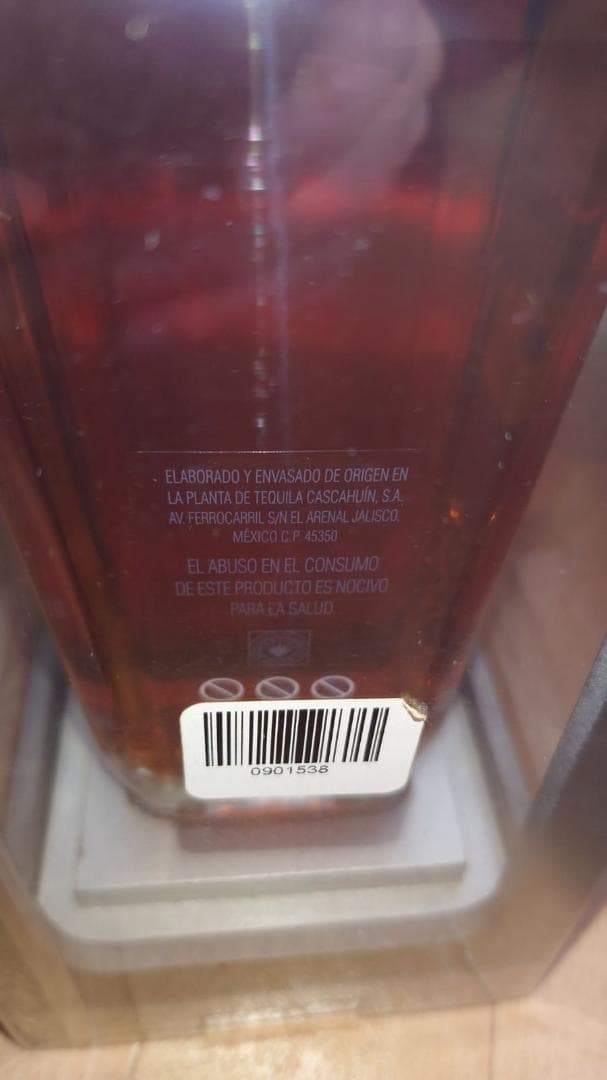 ELABORADO Y ENVASADO DE ORIGEN EN
LA PLANTA DE TEQUILA CASCAHUÍN, S.A.
AV. FERROCARRIL S/N EL ARENAL JALISCO.
MÉXICO C.P. 45350
EL ABUSO EN EL CONSUMO
DE ESTE PRODUCTO ES NOCIVO
PARA LA SALUD
0901538